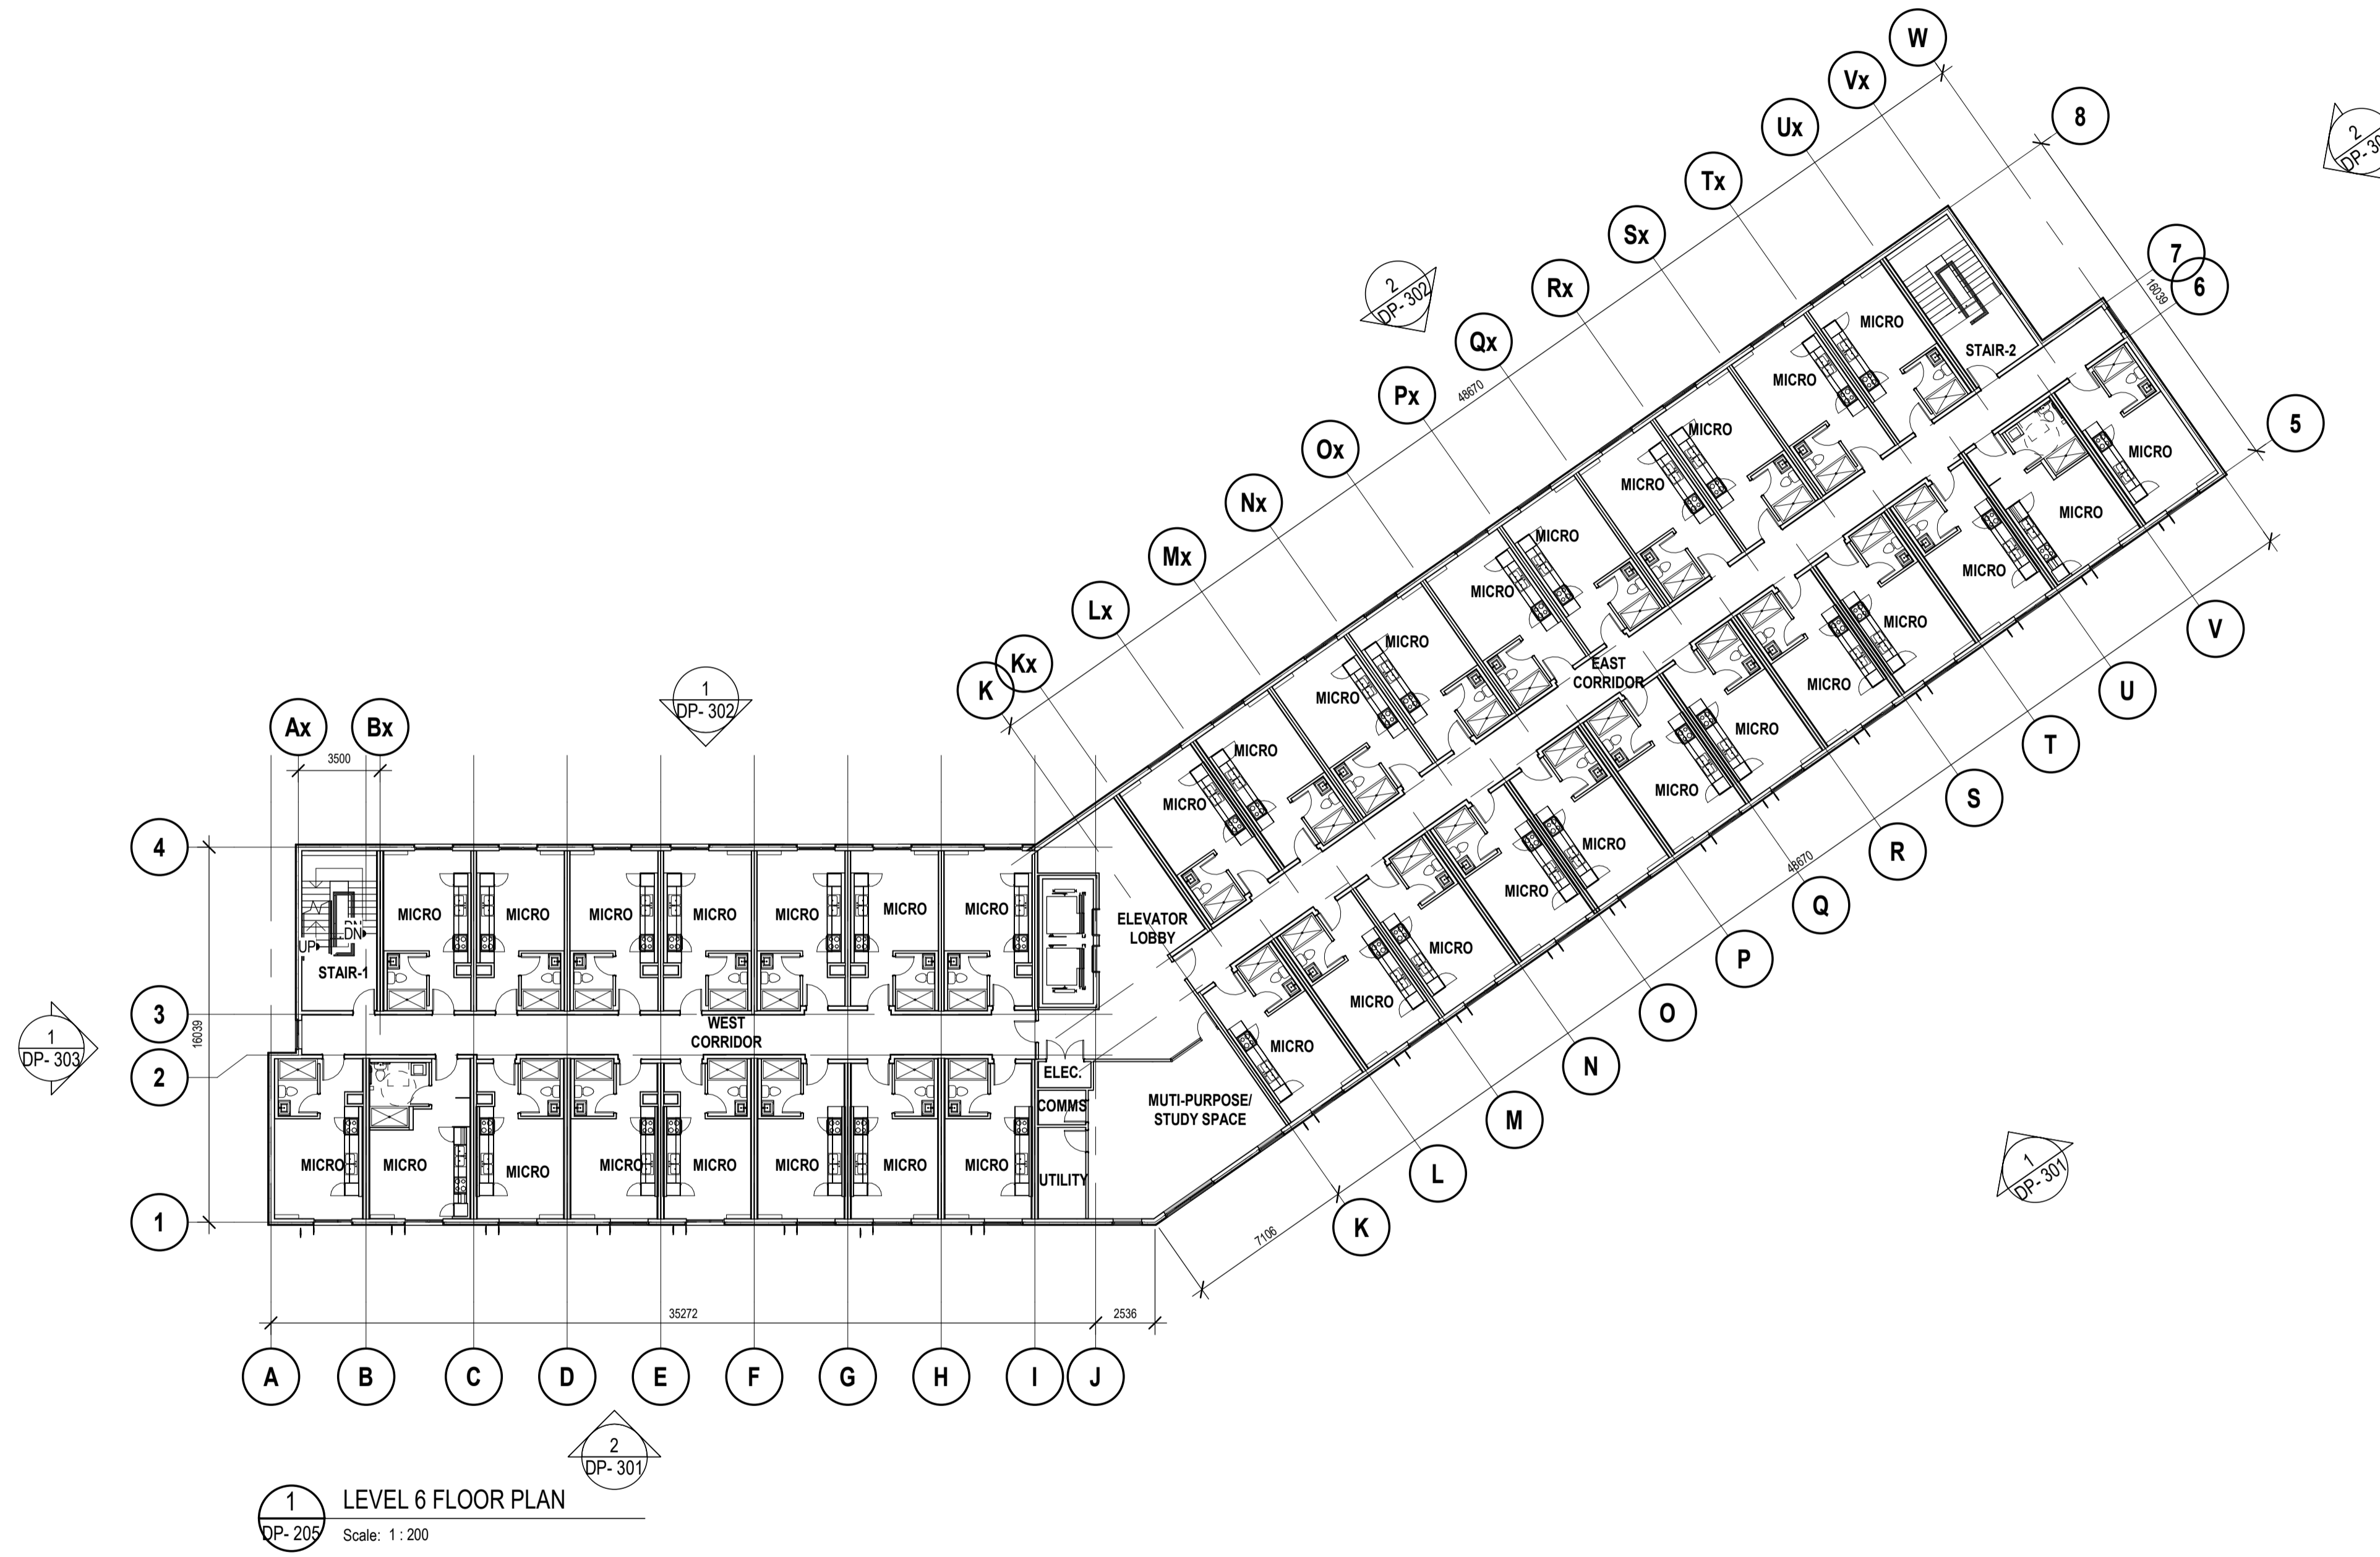 W
Vx
8
Ux
2
DP- 30
Tx
Sx
7
6
2
DP- 302
Rx
16039
Qx
MICRO
STAIR-2
48670
Px
MICRO
5
Ox
MICRO
MICRO
MICRO
Nx
MICRO
MICRO
MICRO
Mx
MICRO
MICRO
Lx
MICRO
V
MICRO
EAST
CORRIDOR
K
Kx
MICRO
MICRO
U
1
DP- 302
Ax
Bx
MICRO
T
3500
MICRO
MICRO
S
MICRO
4
MICRO
R
48670
MICRO
Q
MICRO
MICRO
MICRO
MICRO
MICRO
MICRO
MICRO
ELEVATOR
LOBBY
UP
DN
STAIR-1
MICRO
P
3
MICRO
O
1
DP- 303
16039
WEST
CORRIDOR
MICRO
N
2
ELEC.
COMMS
MUTI-PURPOSE/
STUDY SPACE
M
MICRO
MICRO
MICRO
MICRO
MICRO
MICRO
MICRO
MICRO
UTILITY
L
1
DP- 301
1
7106
K
35272
2536
A
B
C
D
E
F
G
H
I
J
2
DP- 301
1
DP- 205
LEVEL 6 FLOOR PLAN
Scale: 1 : 200